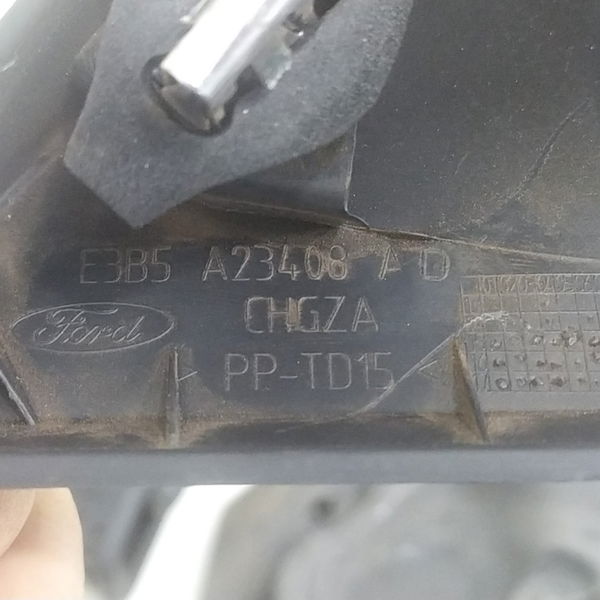 E3B5 A23408 AD
Ford
CHGZA
>PP-TD15<